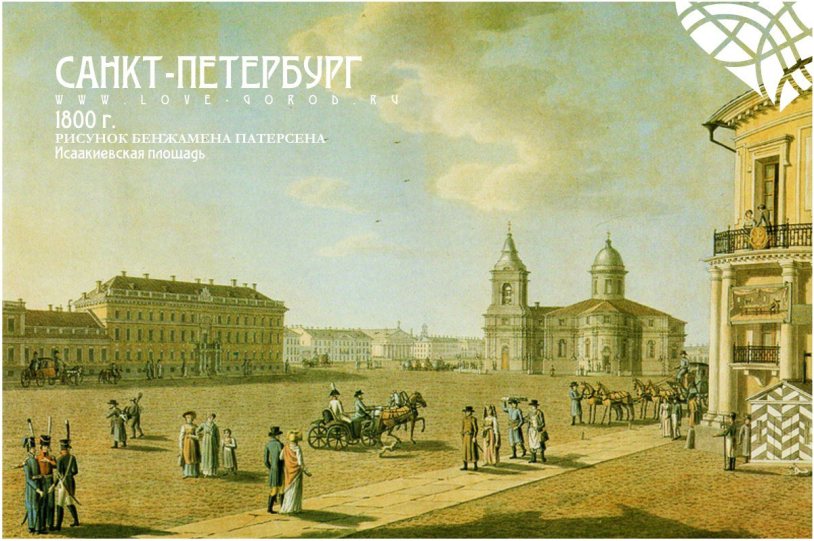 САНКТ-ПЕТЕРБУРГ
WWW.LOVE-GOROD.RU
1800 г.
РИСУНОК БЕНЖАМЕНА ПАТЕРСЕНА
Исаакиевская площадь